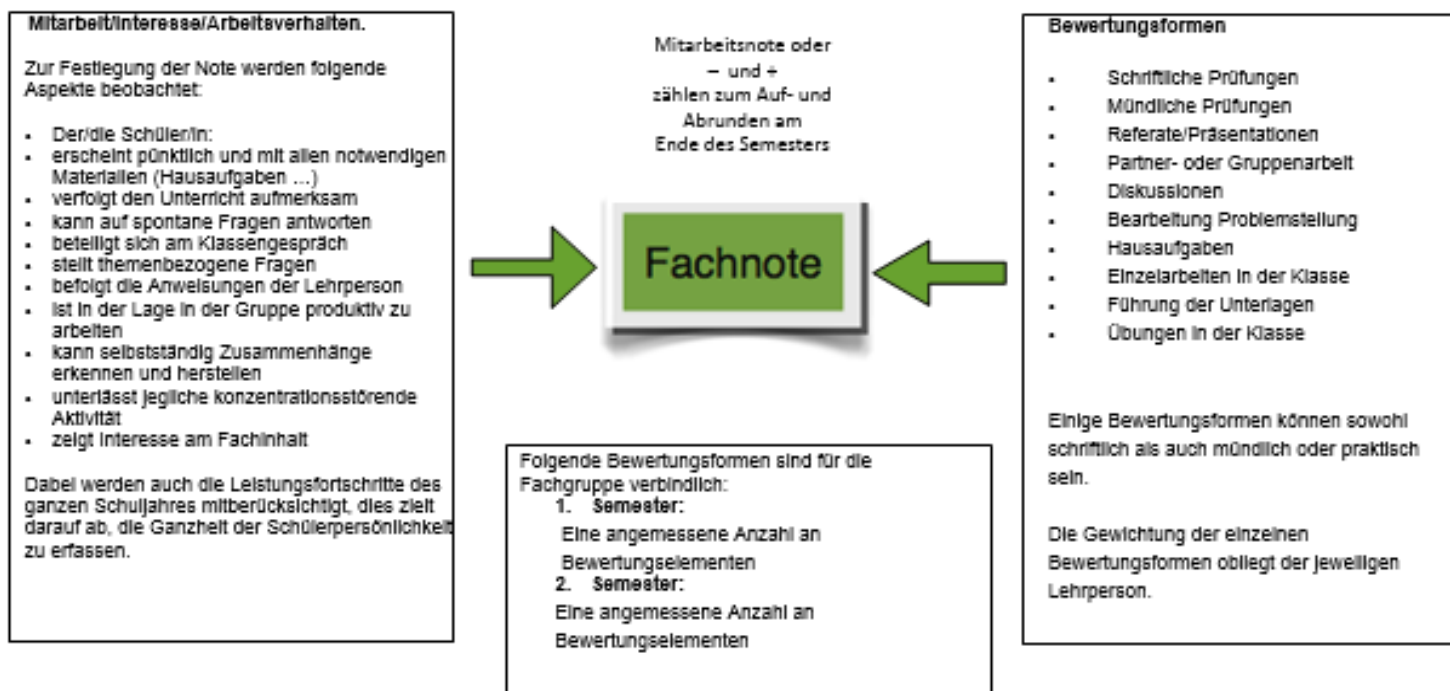 Mitarbeit/Interesse/Arbeitsverhalten.
Zur Festlegung der Note werden folgende
Aspekte beobachtet:
▪ Der/die Schüler/in:
▪ erscheint pünktlich und mit allen notwendigen
Materialien (Hausaufgaben …)
▪ verfolgt den Unterricht aufmerksam
▪ kann auf spontane Fragen antworten
▪ beteiligt sich am Klassengespräch
▪ stellt themenbezogene Fragen
▪ befolgt die Anweisungen der Lehrperson
▪ ist in der Lage in der Gruppe produktiv zu
arbeiten
▪ kann selbstständig Zusammenhänge
erkennen und herstellen
▪ unterlässt jegliche konzentrationsstörende
Aktivität
▪ zeigt Interesse am Fachinhalt
Dabei werden auch die Leistungsfortschritte des
ganzen Schuljahres mitberücksichtigt, dies zielt
darauf ab, die Ganzheit der Schülerpersönlichkeit
zu erfassen.
Mitarbeitsnote oder
– und +
zählen zum Auf- und
Abrunden am
Ende des Semesters
Fachnote
Folgende Bewertungsformen sind für die
Fachgruppe verbindlich:
1. Semester:
Eine angemessene Anzahl an
Bewertungselementen
2. Semester:
Eine angemessene Anzahl an
Bewertungselementen
Bewertungsformen
▪ Schriftliche Prüfungen
▪ Mündliche Prüfungen
▪ Referate/Präsentationen
▪ Partner- oder Gruppenarbeit
▪ Diskussionen
▪ Bearbeitung Problemstellung
▪ Hausaufgaben
▪ Einzelarbeiten in der Klasse
▪ Führung der Unterlagen
▪ Übungen in der Klasse
Einige Bewertungsformen können sowohl
schriftlich als auch mündlich oder praktisch
sein.
Die Gewichtung der einzelnen
Bewertungsformen obliegt der jeweiligen
Lehrperson.